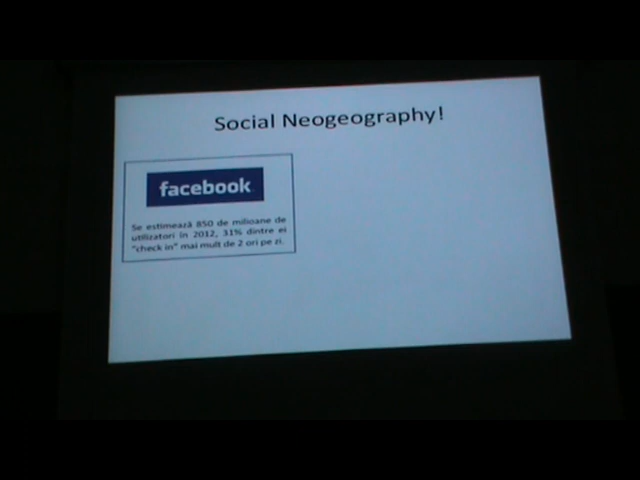 Social Neogeography!
facebook
Se estimează 850 de milioane de
utilizatori în 2012, 31% dintre ei
"check in" mai mult de 2 ori pe zi.